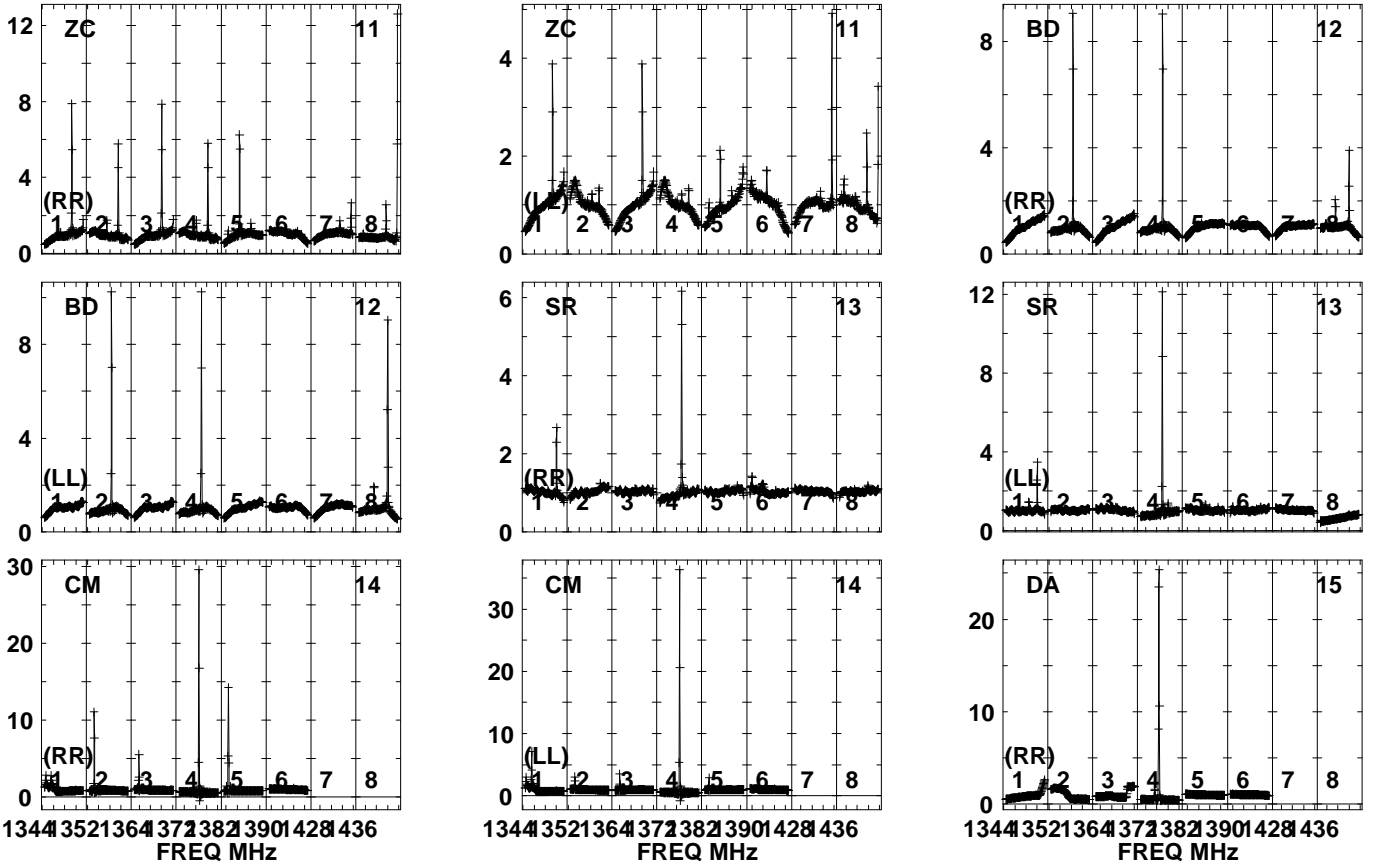 ZC 11 ZC 11 BD 12
12 4 8
8
4 2 4
(RR) (LL) (RR)
1 2 3 4 5 6 7 8 1 2 3 4 5 6 7 8 1 2 3 4 5 6 7 8
0 0 0
BD 12 SR 13 SR 13
8 6 12
4 4 8
2 4
(LL) (RR) (LL)
1 2 3 4 5 6 7 8 1 2 3 4 5 6 7 8 1 2 3 4 5 6 7 8
0 0 0
CM 14 CM 14 DA 15
30 30 20
20 20
10 10 10
(RR) (LL) (RR)
1 2 3 4 5 6 7 8 1 2 3 4 5 6 7 8 1 2 3 4 5 6 7 8
0 0 0
1344 1352 1364 1372 1382 1390 1428 1436 1344 1352 1364 1372 1382 1390 1428 1436 1344 1352 1364 1372 1382 1390 1428 1436
FREQ MHz FREQ MHz FREQ MHz